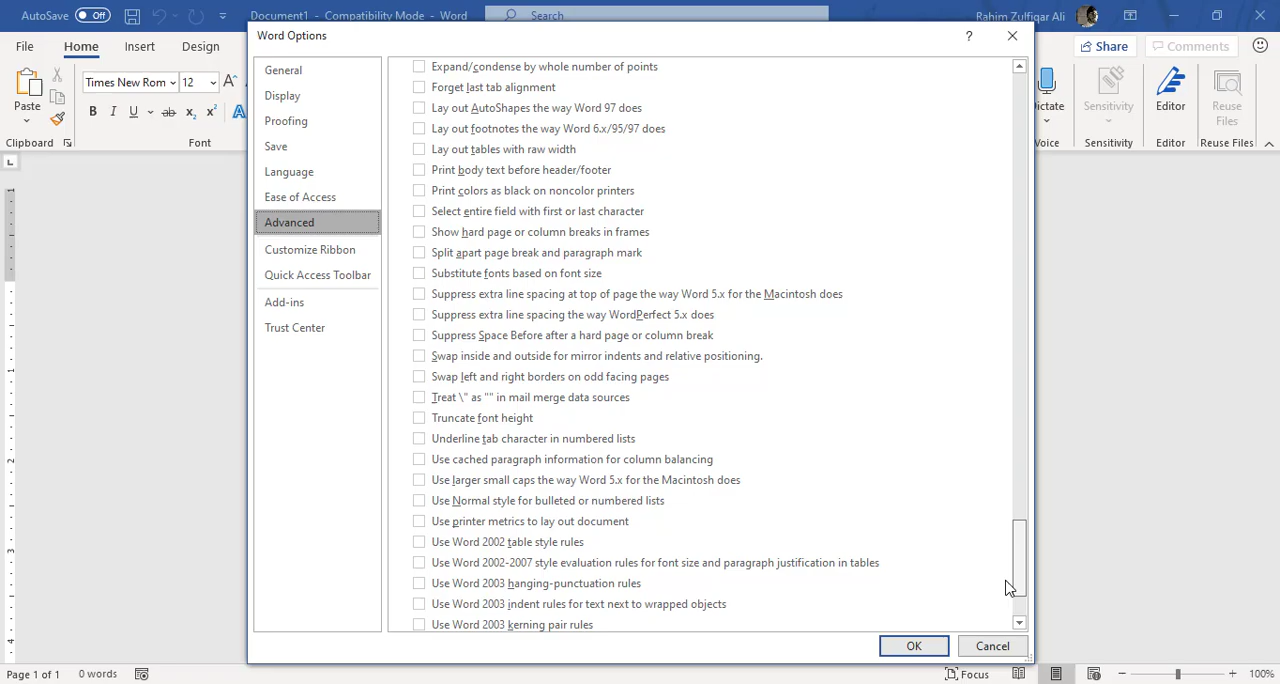 AutoSave Off Document1 - Compatibility Mode - Word Search Rahim Zulfiqar Ali
Word Options ?
File Home Insert Design Share Comments
Times New Rom 12
Paste B I U ab x₂ x² A
Clipboard Font
Dictate Sensitivity Editor Reuse Files
Voice Sensitivity Editor Reuse Files
General
Display
Proofing
Save
Language
Ease of Access
Advanced
Customize Ribbon
Quick Access Toolbar
Add-ins
Trust Center
Expand/condense by whole number of points
Forget last tab alignment
Lay out AutoShapes the way Word 97 does
Lay out footnotes the way Word 6.x/95/97 does
Lay out tables with raw width
Print body text before header/footer
Print colors as black on noncolor printers
Select entire field with first or last character
Show hard page or column breaks in frames
Split apart page break and paragraph mark
Substitute fonts based on font size
Suppress extra line spacing at top of page the way Word 5.x for the Macintosh does
Suppress extra line spacing the way WordPerfect 5.x does
Suppress Space Before after a hard page or column break
Swap inside and outside for mirror indents and relative positioning.
Swap left and right borders on odd facing pages
Treat \" as "" in mail merge data sources
Truncate font height
Underline tab character in numbered lists
Use cached paragraph information for column balancing
Use larger small caps the way Word 5.x for the Macintosh does
Use Normal style for bulleted or numbered lists
Use printer metrics to lay out document
Use Word 2002 table style rules
Use Word 2002-2007 style evaluation rules for font size and paragraph justification in tables
Use Word 2003 hanging-punctuation rules
Use Word 2003 indent rules for text next to wrapped objects
Use Word 2003 kerning pair rules
OK Cancel
1
1
2
3
4
Page 1 of 1 0 words Focus 100%